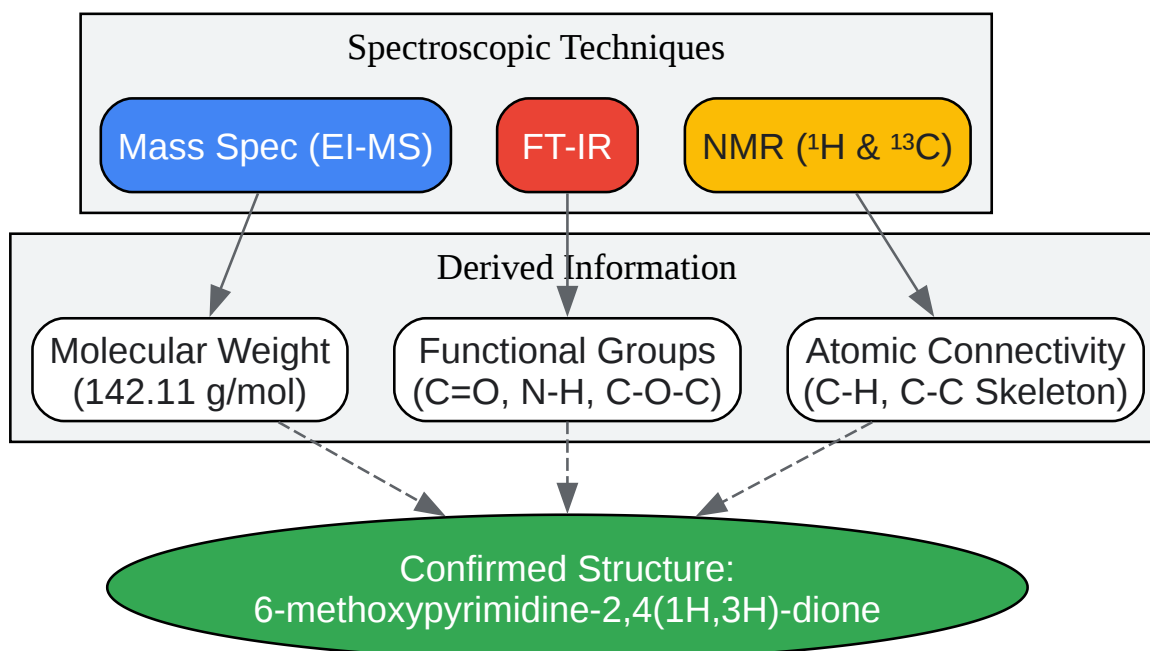 Spectroscopic Techniques
Mass Spec (EI-MS)
FT-IR
NMR (¹H & ¹³C)
Derived Information
Molecular Weight
(142.11 g/mol)
Functional Groups
(C=O, N-H, C-O-C)
Atomic Connectivity
(C-H, C-C Skeleton)
Confirmed Structure:
6-methoxypyrimidine-2,4(1H,3H)-dione